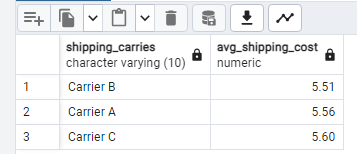 shipping_carries avg_shipping_cost
character varying (10) numeric
1 Carrier B 5.51
2 Carrier A 5.56
3 Carrier C 5.60